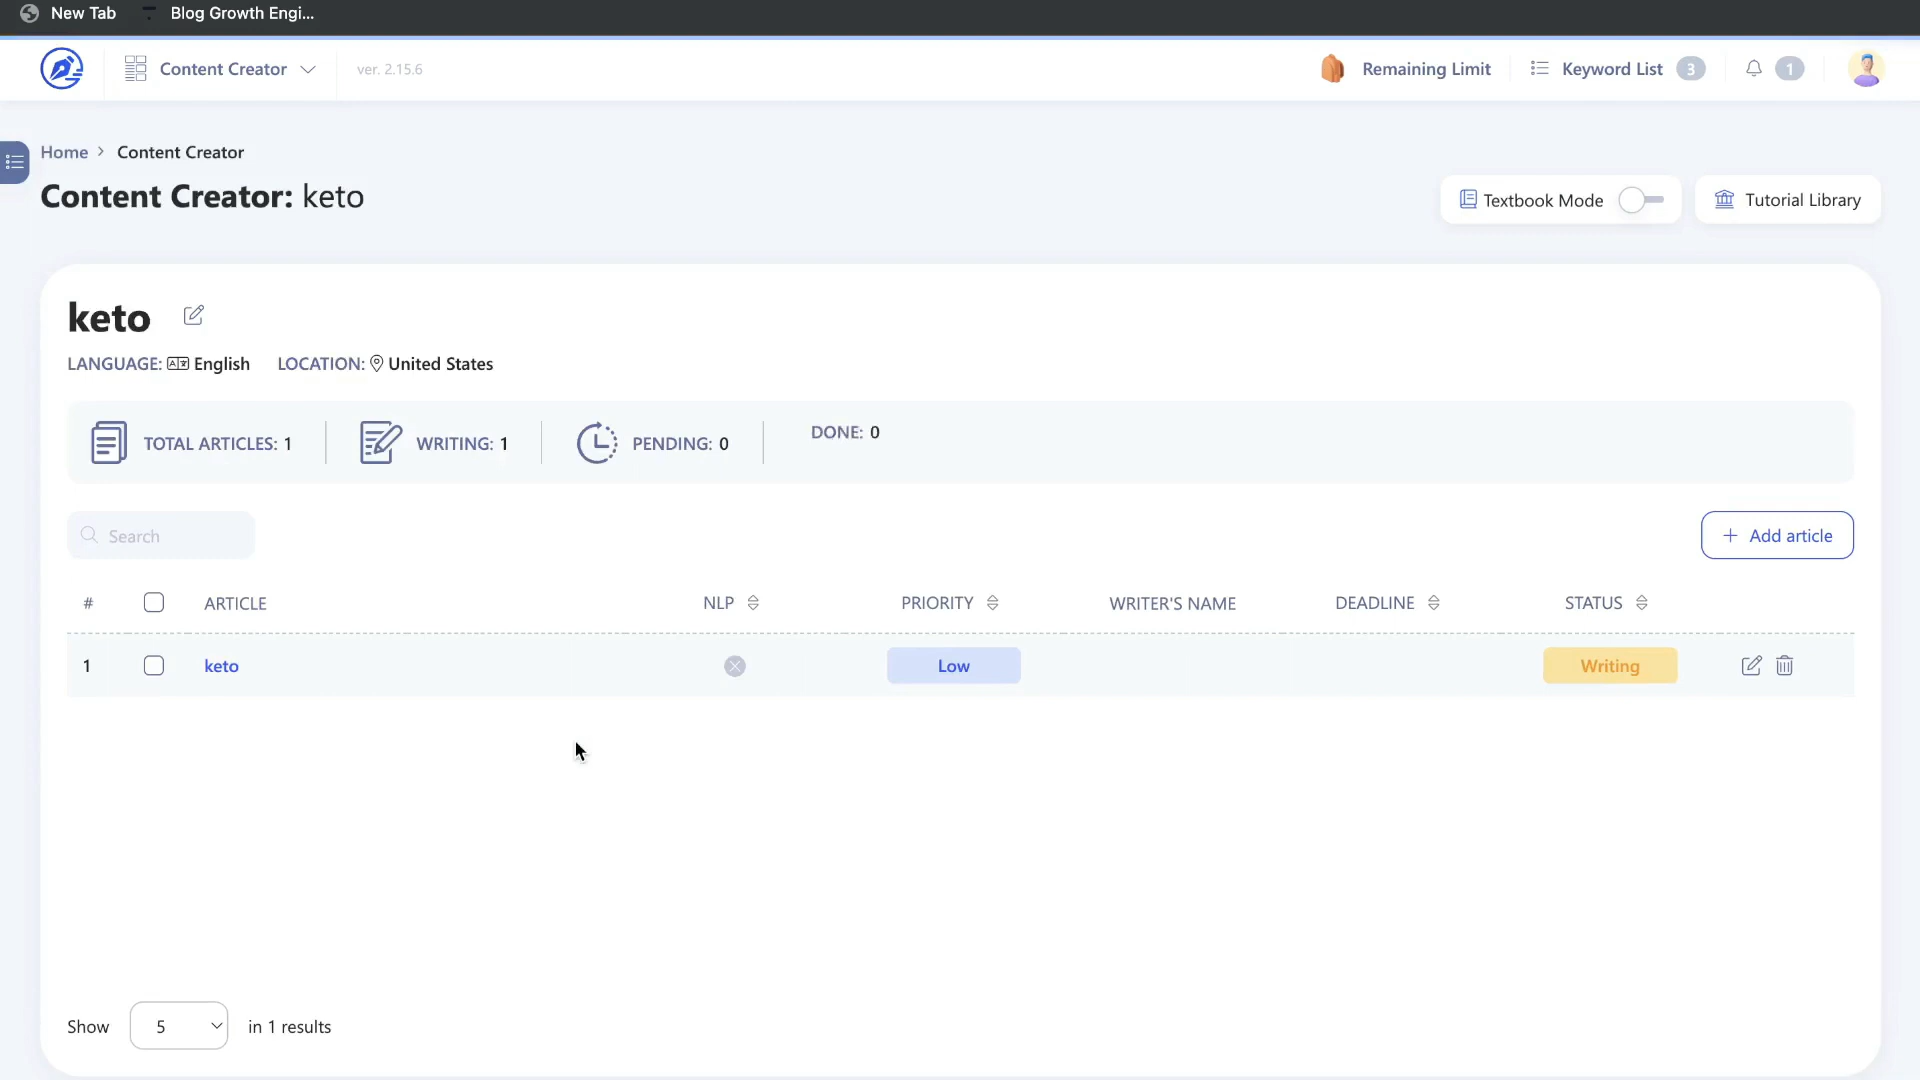 New Tab
Blog Growth Engi...
Content Creator
ver. 2.15.6
Remaining Limit
Keyword List 3
1
Home > Content Creator
Content Creator: keto
Textbook Mode
Tutorial Library
keto
LANGUAGE: English LOCATION: United States
TOTAL ARTICLES: 1
WRITING: 1
PENDING: 0
DONE: 0
Search
+ Add article
# ARTICLE NLP PRIORITY WRITER'S NAME DEADLINE STATUS
1 keto Low Writing
Show 5 in 1 results